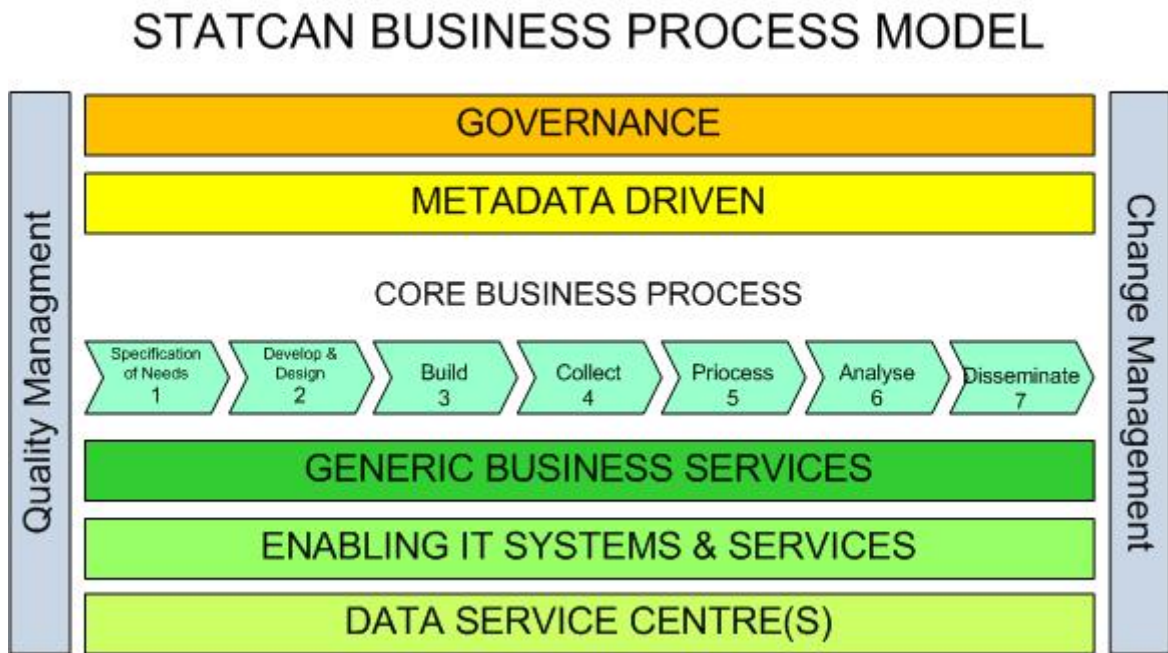 STATCAN BUSINESS PROCESS MODEL
Quality Managment
GOVERNANCE
METADATA DRIVEN
CORE BUSINESS PROCESS
Specification
of Needs
1
Develop &
Design
2
Build
3
Collect
4
Priocess
5
Analyse
6
Disseminate
7
GENERIC BUSINESS SERVICES
ENABLING IT SYSTEMS & SERVICES
DATA SERVICE CENTRE(S)
Change Management